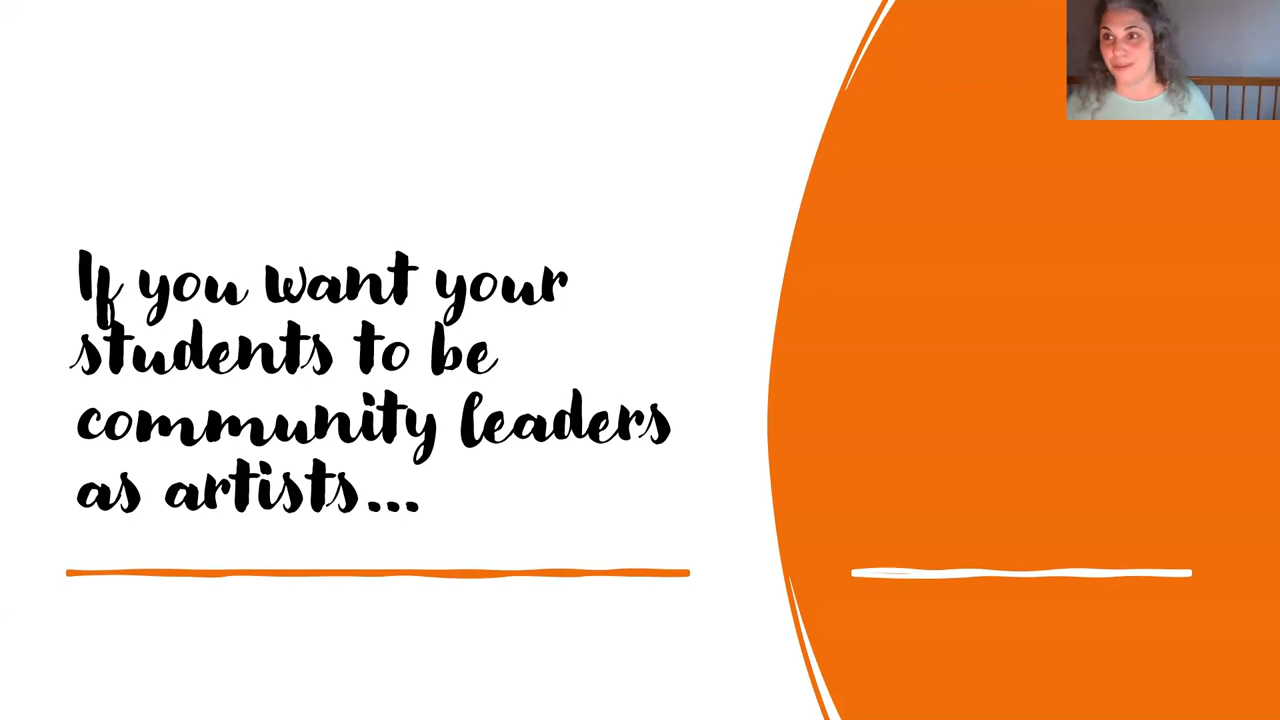 If you want your
students to be
community leaders
as artists...